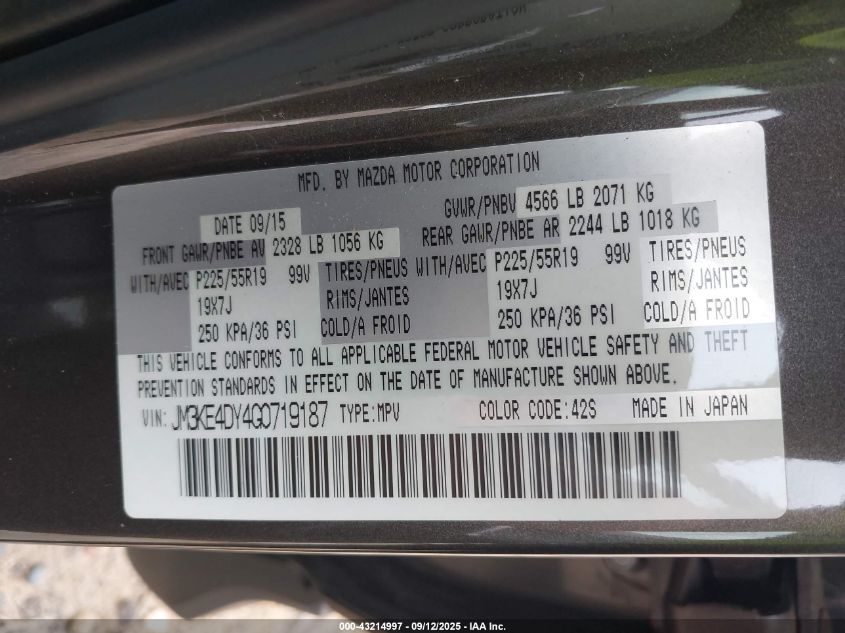 MFD. BY MAZDA MOTOR CORPORATION
DATE 09/15 GVWR/PNBV 4566 LB 2071 KG
FRONT GAWR/PNBE AV 2328 LB 1056 KG REAR GAWR/PNBE AR 2244 LB 1018 KG
WITH/AVEC P225/55R19 99V TIRES/PNEUS WITH/AVEC P225/55R19 99V TIRES/PNEUS
19X7J RIMS/JANTES 19X7J RIMS/JANTES
250 KPA/36 PSI COLD/A FROID 250 KPA/36 PSI COLD/A FROID
THIS VEHICLE CONFORMS TO ALL APPLICABLE FEDERAL MOTOR VEHICLE SAFETY AND THEFT
PREVENTION STANDARDS IN EFFECT ON THE DATE OF MANUFACTURE SHOWN ABOVE.
VIN: JM3KE4DY4G0719187 TYPE:MPV COLOR CODE:42S MADE IN JAPAN
000-43214997 - 09/12/2025 - IAA Inc.